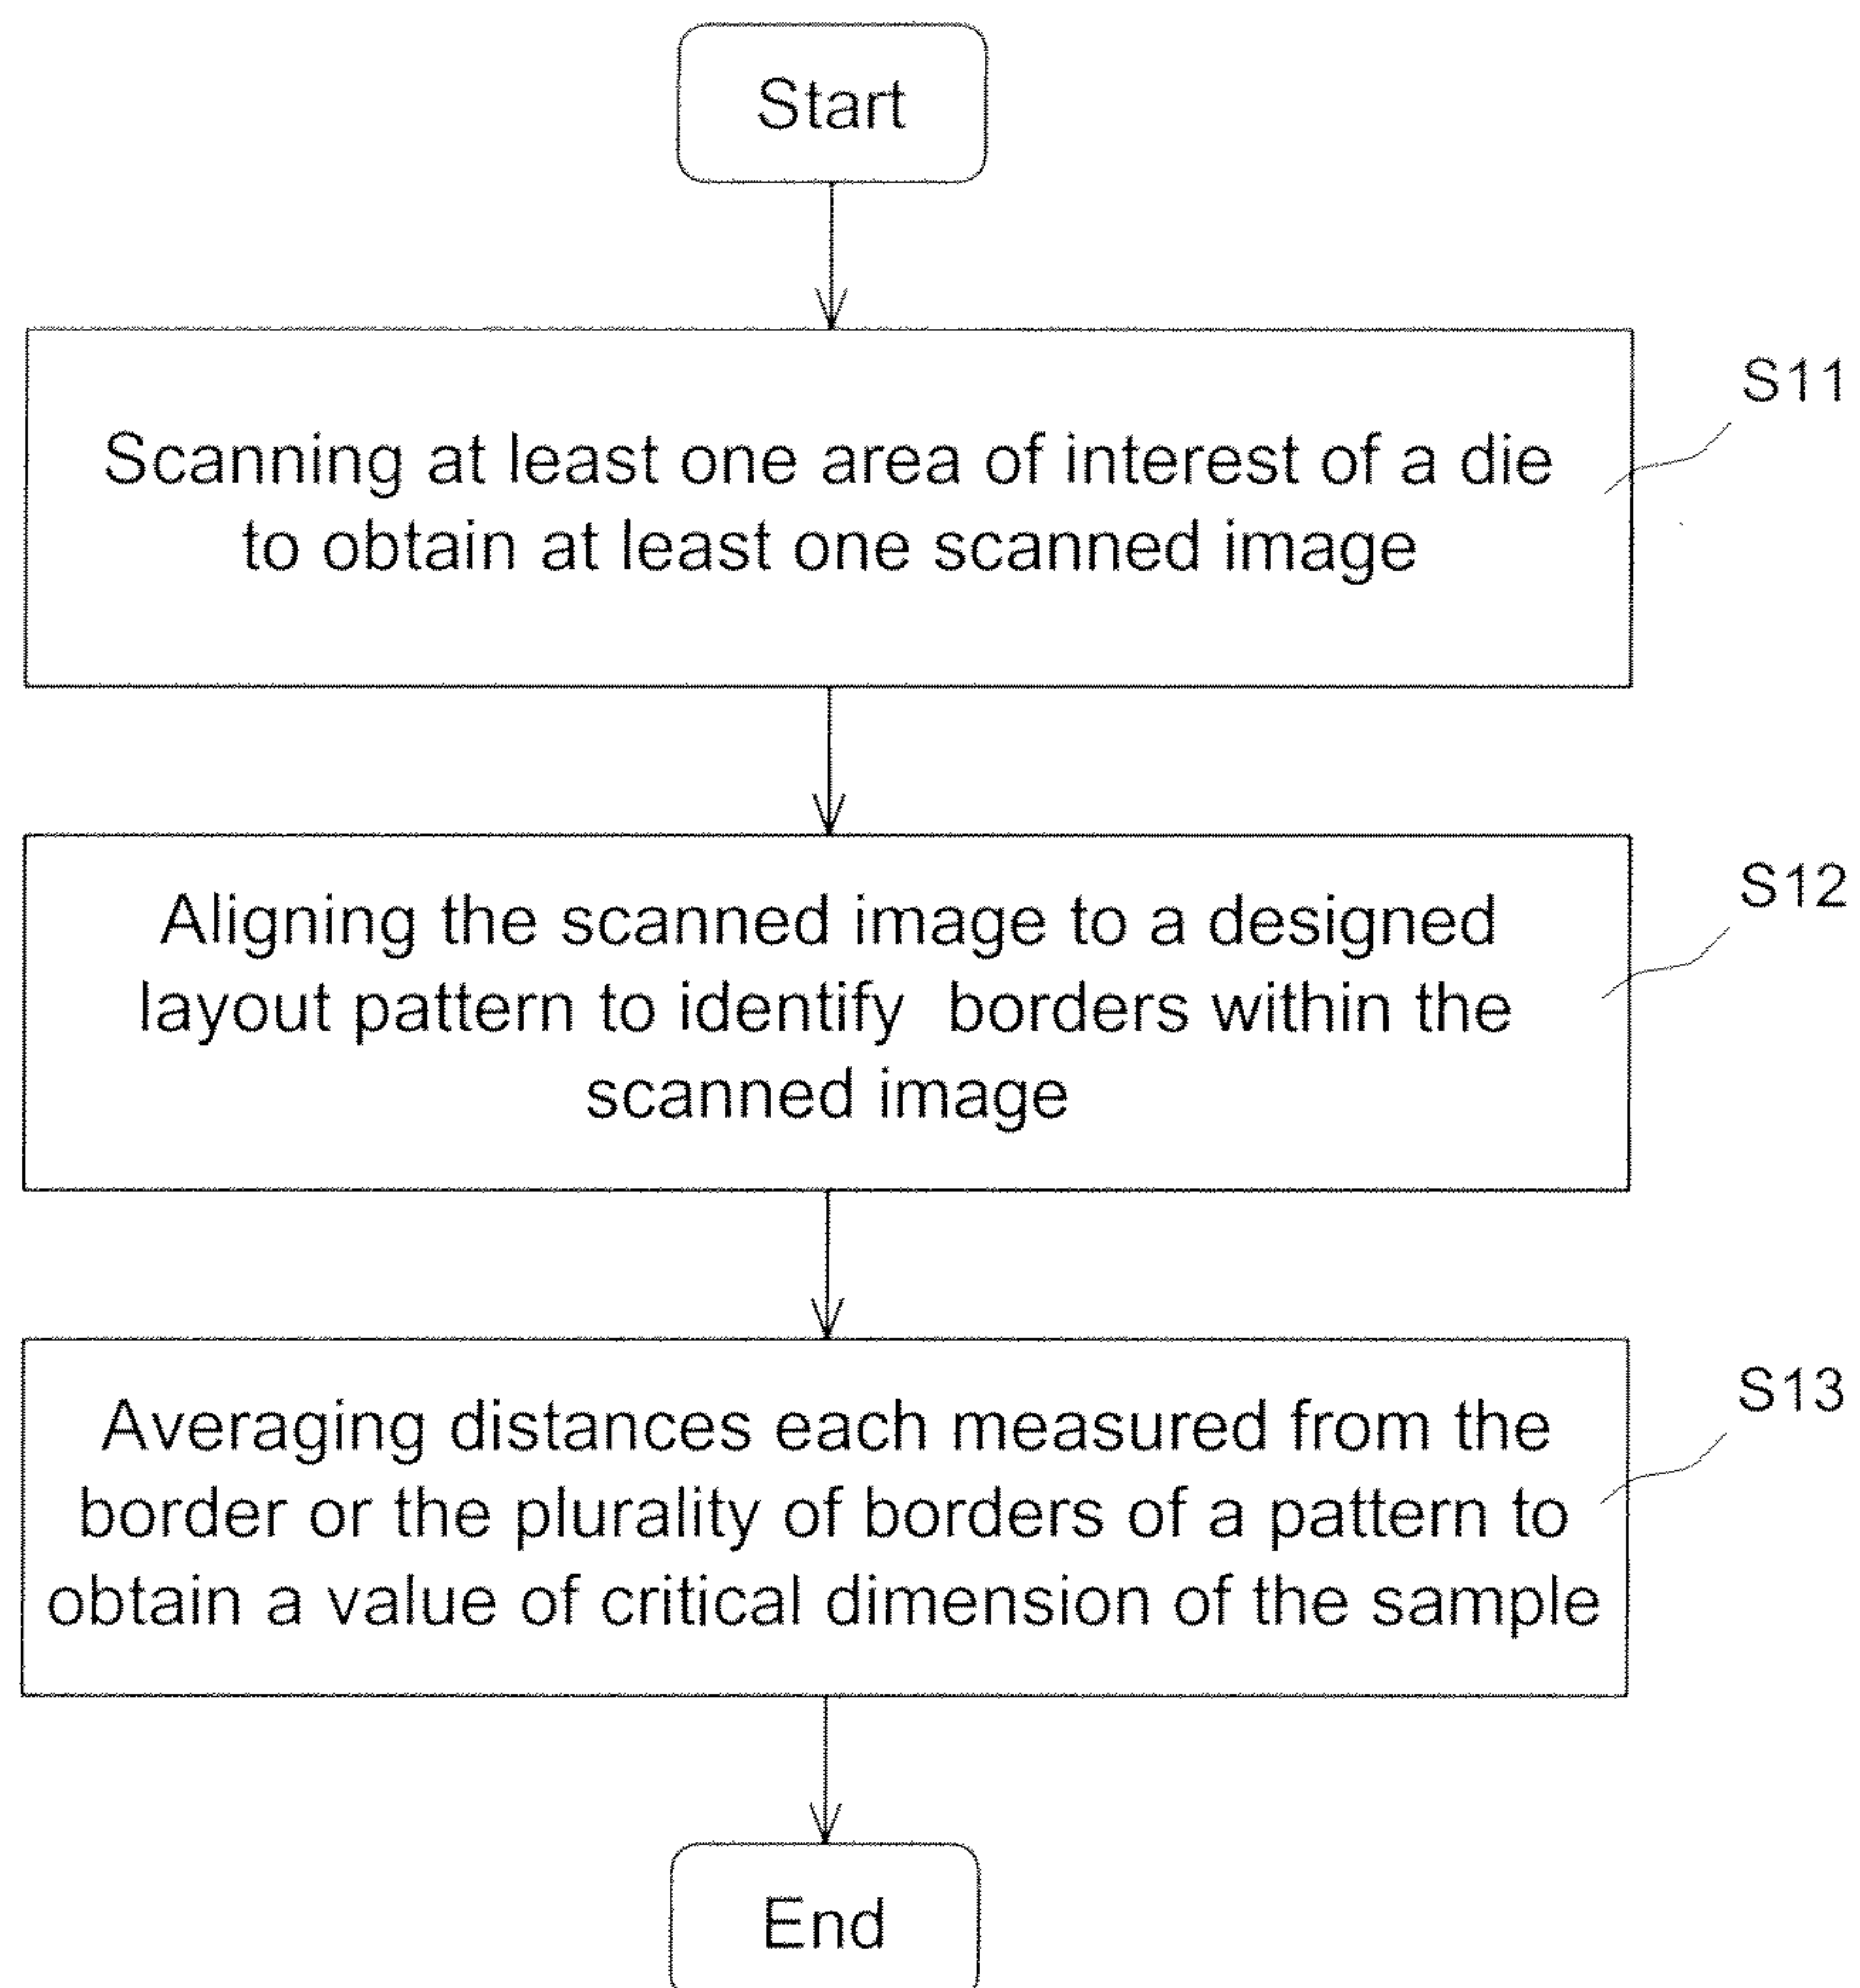 Start
S11
Scanning at least one area of interest of a die
to obtain at least one scanned image
S12
Aligning the scanned image to a designed
layout pattern to identify  borders within the
scanned image
S13
Averaging distances each measured from the
border or the plurality of borders of a pattern to
obtain a value of critical dimension of the sample
End